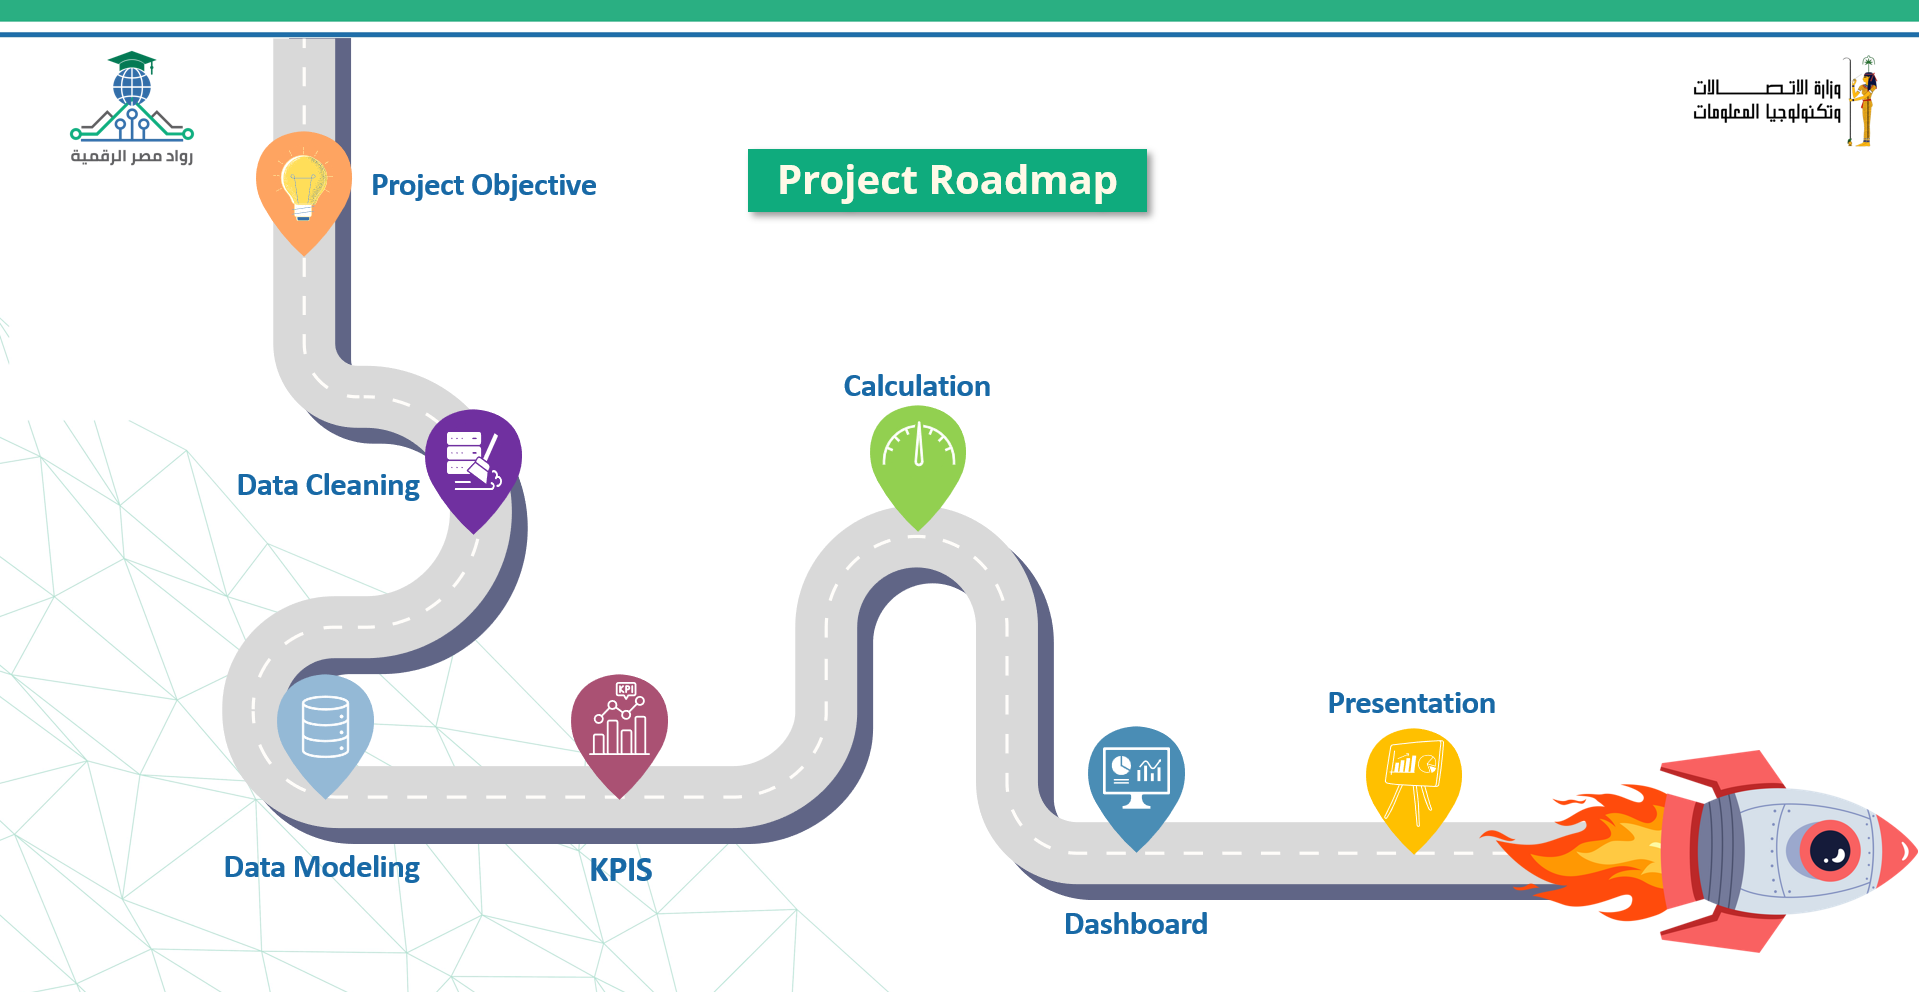 رواد مصر الرقمية
وزارة الاتـصـــالات
وتكنولوجيا المعلومات
Project Roadmap
Project Objective
Data Cleaning
Data Modeling
KPI
KPIS
Calculation
Dashboard
Presentation